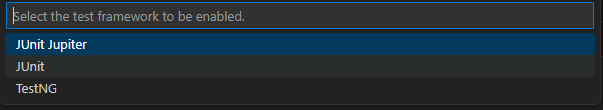 Select the test framework to be enabled.
JUnit Jupiter
JUnit
TestNG